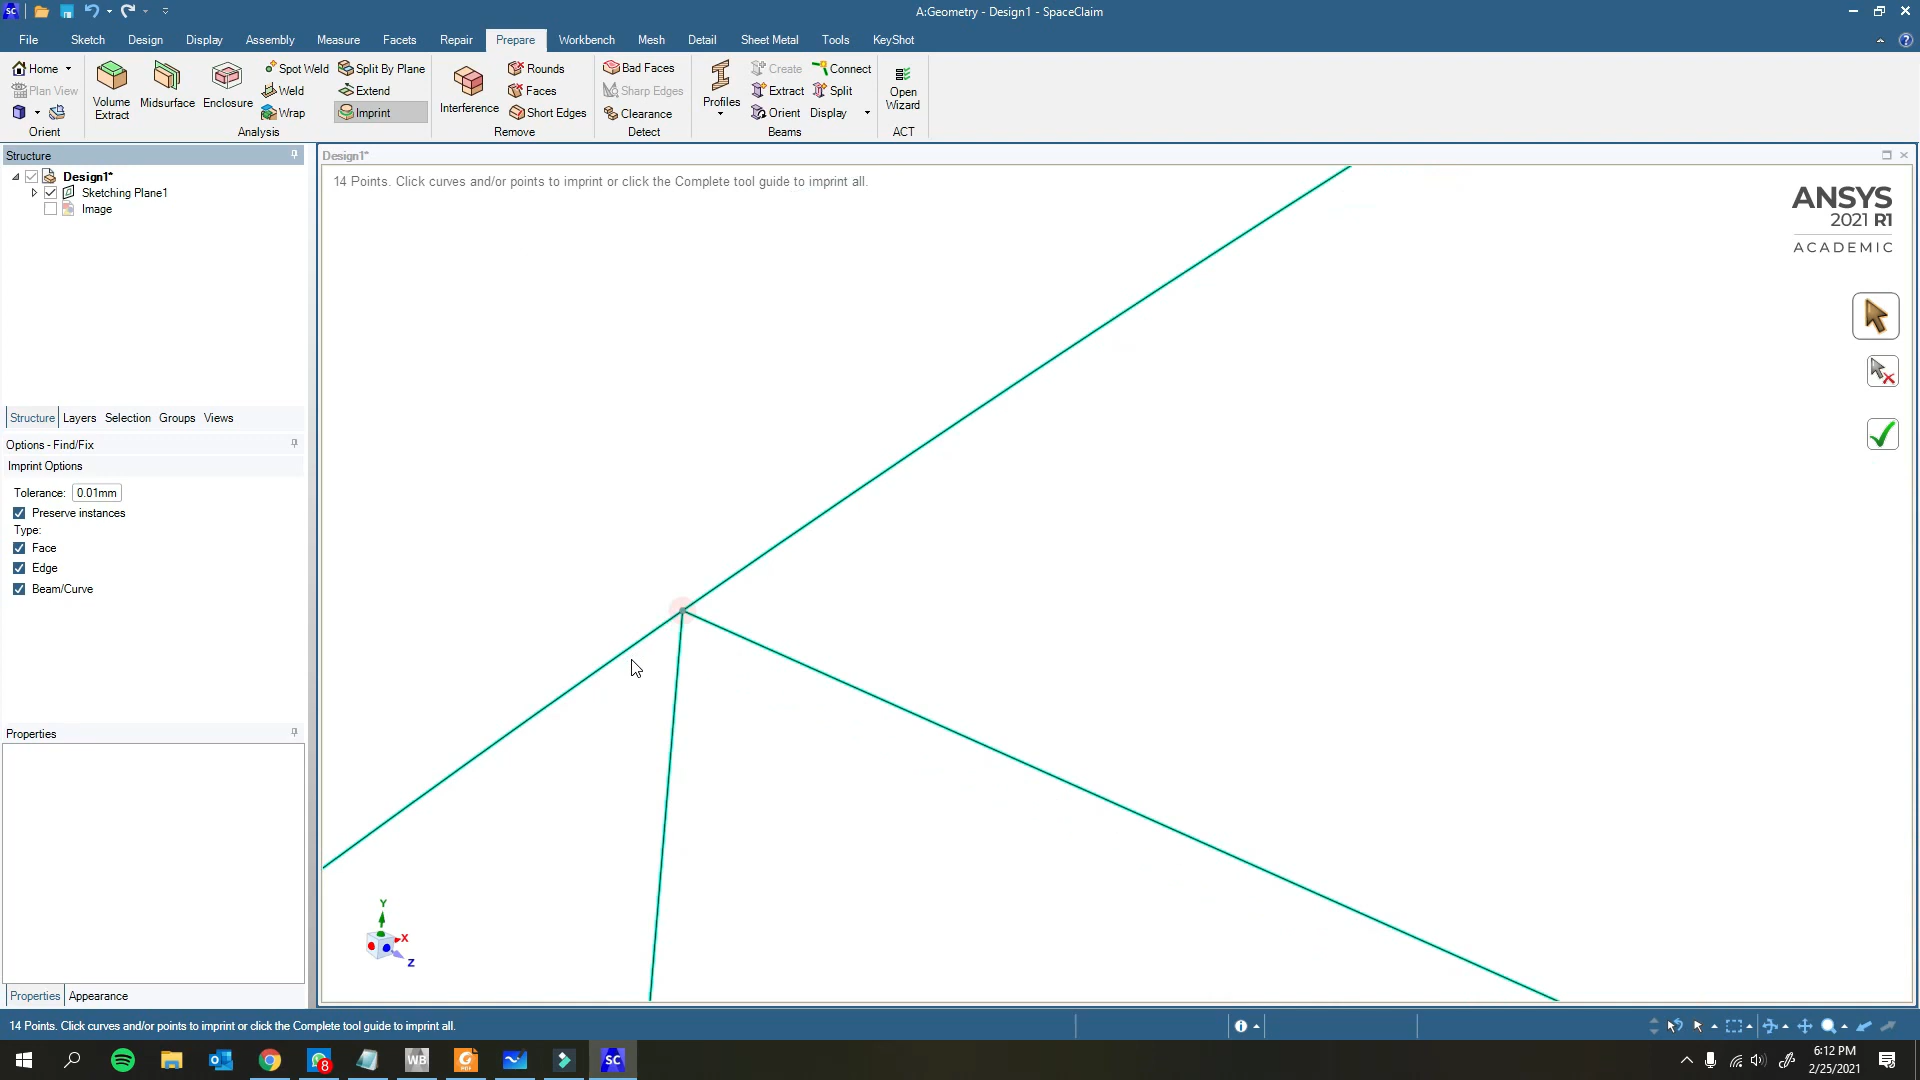 SC
A:Geometry - Design1 - SpaceClaim
File Sketch Design Display Assembly Measure Facets Repair Prepare Workbench Mesh Detail Sheet Metal Tools KeyShot
Home
Plan View
Orient
Volume Extract
Midsurface
Enclosure
Spot Weld
Weld
Wrap
Split By Plane
Extend
Imprint
Analysis
Interference
Rounds
Faces
Short Edges
Remove
Bad Faces
Sharp Edges
Clearance
Detect
Profiles
Create
Connect
Extract
Split
Orient
Display
Beams
Open Wizard
ACT
Structure
Design1*
Sketching Plane1
Image
Structure Layers Selection Groups Views
Options - Find/Fix
Imprint Options
Tolerance: 0.01mm
Preserve instances
Type:
Face
Edge
Beam/Curve
Properties
Properties Appearance
Design1*
14 Points. Click curves and/or points to imprint or click the Complete tool guide to imprint all.
ANSYS
2021 R1
ACADEMIC
Y
X
Z
14 Points. Click curves and/or points to imprint or click the Complete tool guide to imprint all.
8
WB
PDF
SC
6:12 PM
2/25/2021